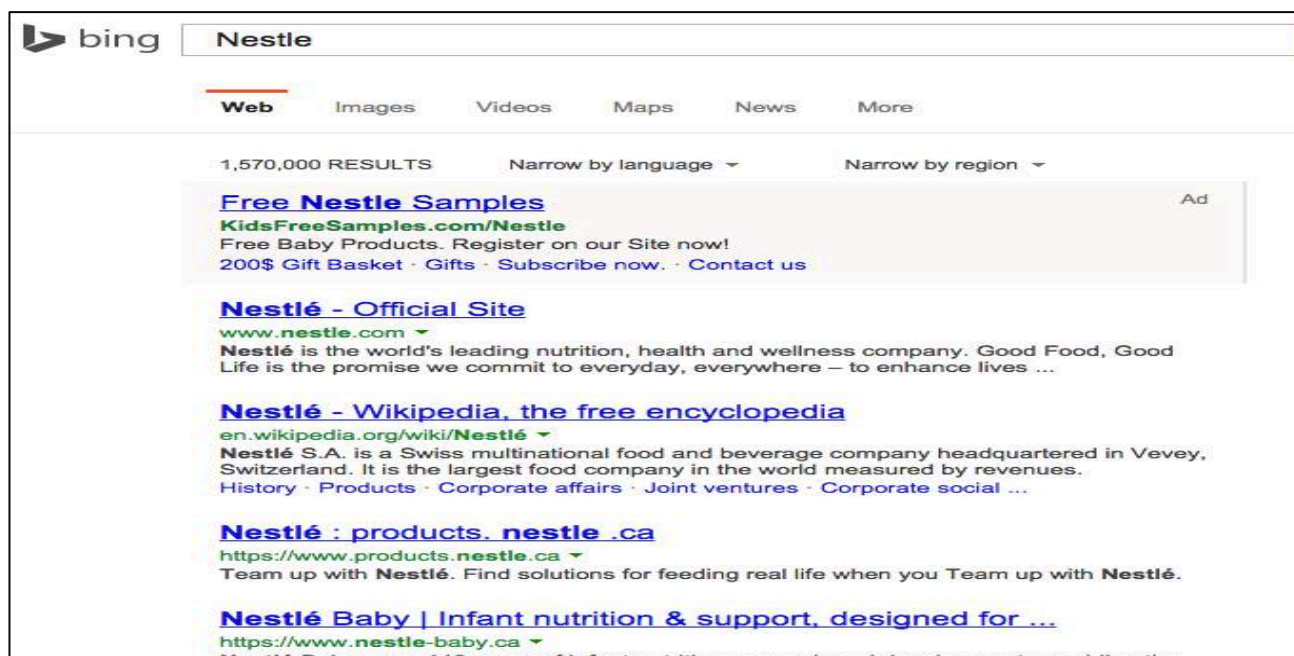 bing Nestle
Web Images Videos Maps News More
1,570,000 RESULTS Narrow by language Narrow by region
Free Nestle Samples Ad
KidsFreeSamples.com/Nestle
Free Baby Products. Register on our Site now!
200$ Gift Basket · Gifts · Subscribe now. · Contact us
Nestlé - Official Site
www.nestle.com
Nestlé is the world's leading nutrition, health and wellness company. Good Food, Good
Life is the promise we commit to everyday, everywhere – to enhance lives ...
Nestlé - Wikipedia, the free encyclopedia
en.wikipedia.org/wiki/Nestlé
Nestlé S.A. is a Swiss multinational food and beverage company headquartered in Vevey,
Switzerland. It is the largest food company in the world measured by revenues.
History · Products · Corporate affairs · Joint ventures · Corporate social ...
Nestlé : products. nestle .ca
https://www.products.nestle.ca
Team up with Nestlé. Find solutions for feeding real life when you Team up with Nestlé.
Nestlé Baby | Infant nutrition & support, designed for ...
https://www.nestle-baby.ca